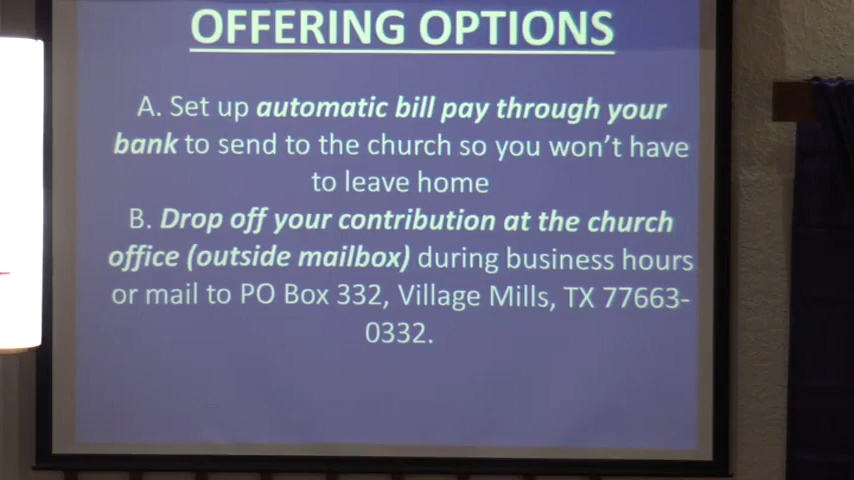 OFFERING OPTIONS
A. Set up automatic bill pay through your
bank to send to the church so you won't have
to leave home
B. Drop off your contribution at the church
office (outside mailbox) during business hours
or mail to PO Box 332, Village Mills, TX 77663-
0332.